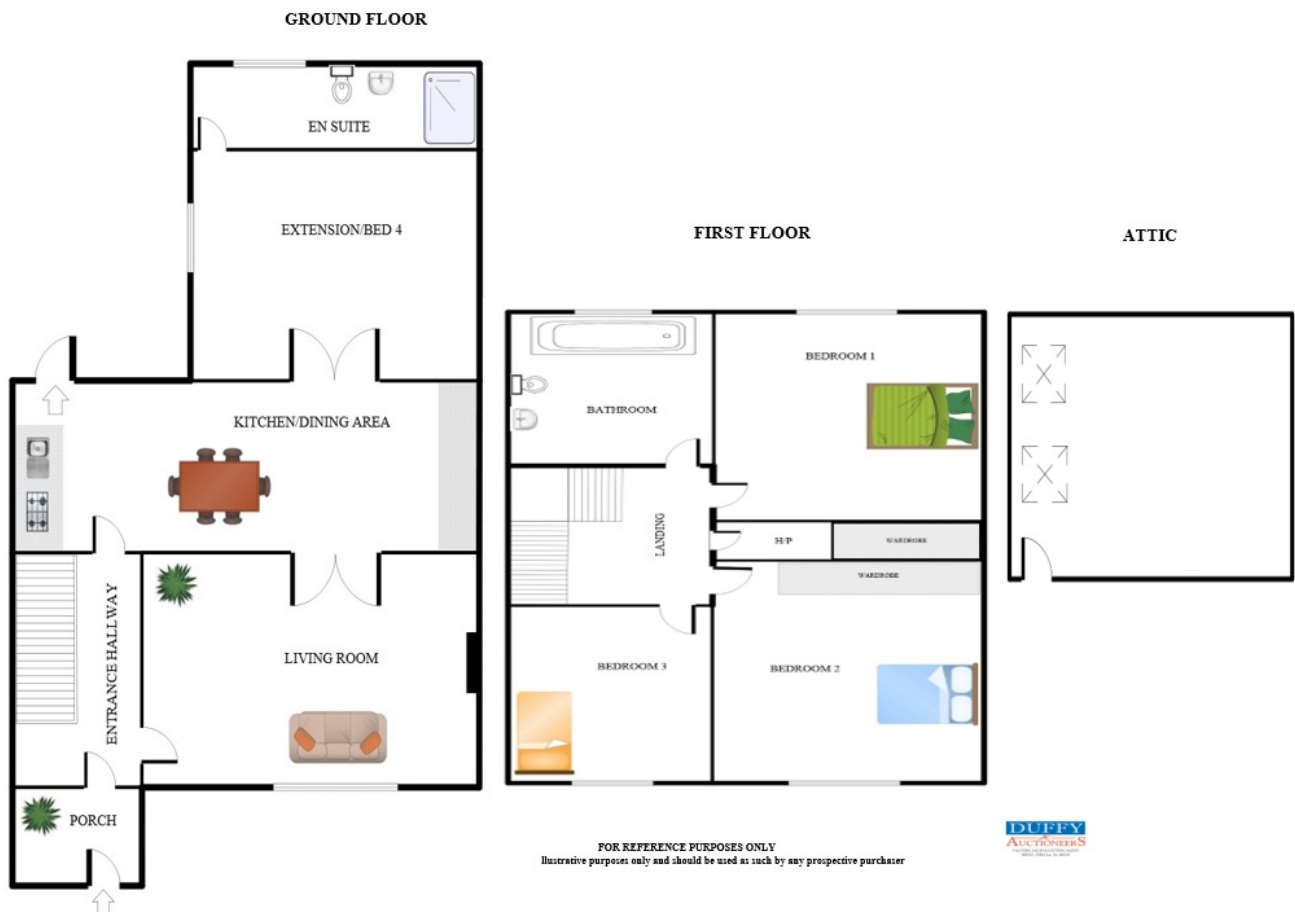 GROUND FLOOR
EN SUITE
EXTENSION/BED 4
KITCHEN/DINING AREA
ENTRANCE HALLWAY
LIVING ROOM
PORCH
FIRST FLOOR
BEDROOM 1
BATHROOM
LANDING
H/P
WARDROBE
WARDROBE
BEDROOM 3
BEDROOM 2
ATTIC
FOR REFERENCE PURPOSES ONLY
Illustrative purposes only and should be used as such by any prospective purchaser
DUFFY
AUCTIONEERS